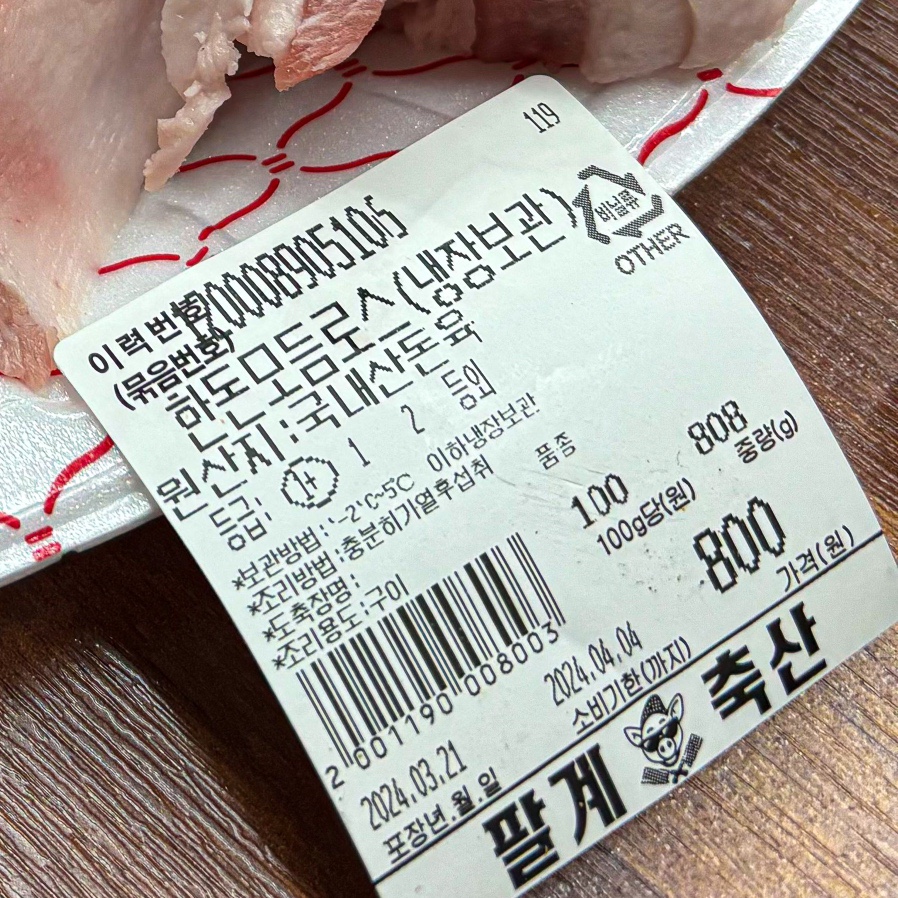 119
이력번호 120008905105
(묶음번호)
한돈모듬로스(냉장보관)
비닐류
OTHER
원산지:국내산돈육
등급: 1+ 1 2 등외
*보관방법:'-2℃~5℃ 이하냉장보관
*조리방법:충분히가열후섭취
*도축장명:
*조리용도:구이
품종
100
100g당(원)
808
중량(g)
800
가격(원)
2 001190 008003
2024.04.04
소비기한(까지)
2024.03.21
포장년.월.일
팔계 축산